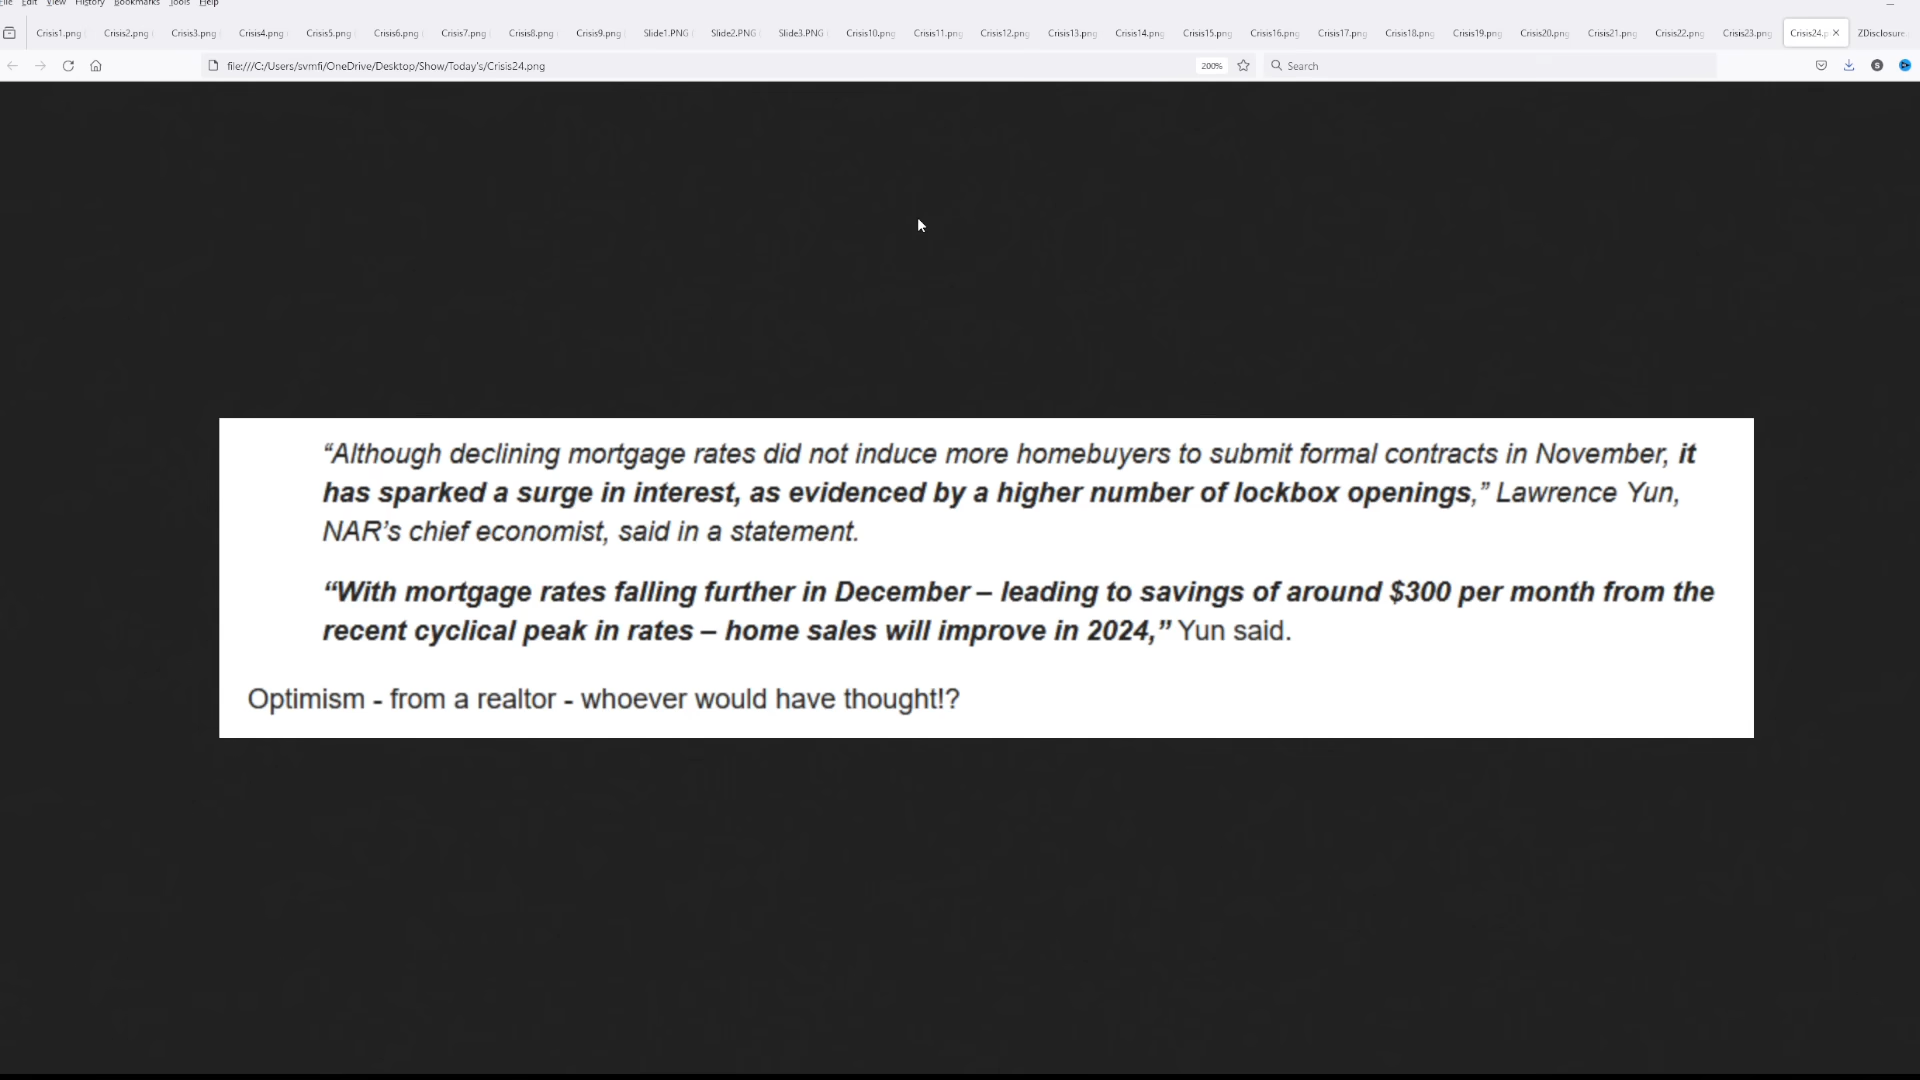 File Edit View History Bookmarks Tools Help
Crisis1.png Crisis2.png Crisis3.png Crisis4.png Crisis5.png Crisis6.png Crisis7.png Crisis8.png Crisis9.png Slide1.PNG Slide2.PNG Slide3.PNG Crisis10.png Crisis11.png Crisis12.png Crisis13.png Crisis14.png Crisis15.png Crisis16.png Crisis17.png Crisis18.png Crisis19.png Crisis20.png Crisis21.png Crisis22.png Crisis23.png Crisis24.p ZDisclosure
file:///C:/Users/svmfi/OneDrive/Desktop/Show/Today's/Crisis24.png 200% Search S
“Although declining mortgage rates did not induce more homebuyers to submit formal contracts in November, it
has sparked a surge in interest, as evidenced by a higher number of lockbox openings,” Lawrence Yun,
NAR’s chief economist, said in a statement.
“With mortgage rates falling further in December – leading to savings of around $300 per month from the
recent cyclical peak in rates – home sales will improve in 2024,” Yun said.
Optimism - from a realtor - whoever would have thought!?